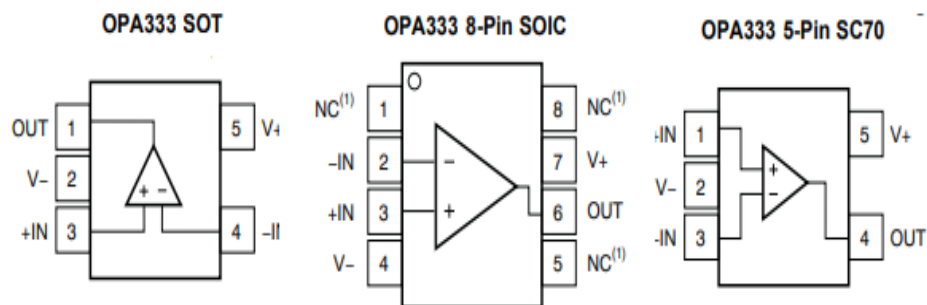 OPA333 SOT
OUT 1
5 V+
V– 2
+ –
+IN 3
4 –IN
OPA333 8-Pin SOIC
NC(1) 1
8 NC(1)
–IN 2
–
7 V+
+IN 3
+
6 OUT
V– 4
5 NC(1)
OPA333 5-Pin SC70
+IN 1
5 V+
+
V– 2
–
-IN 3
4 OUT